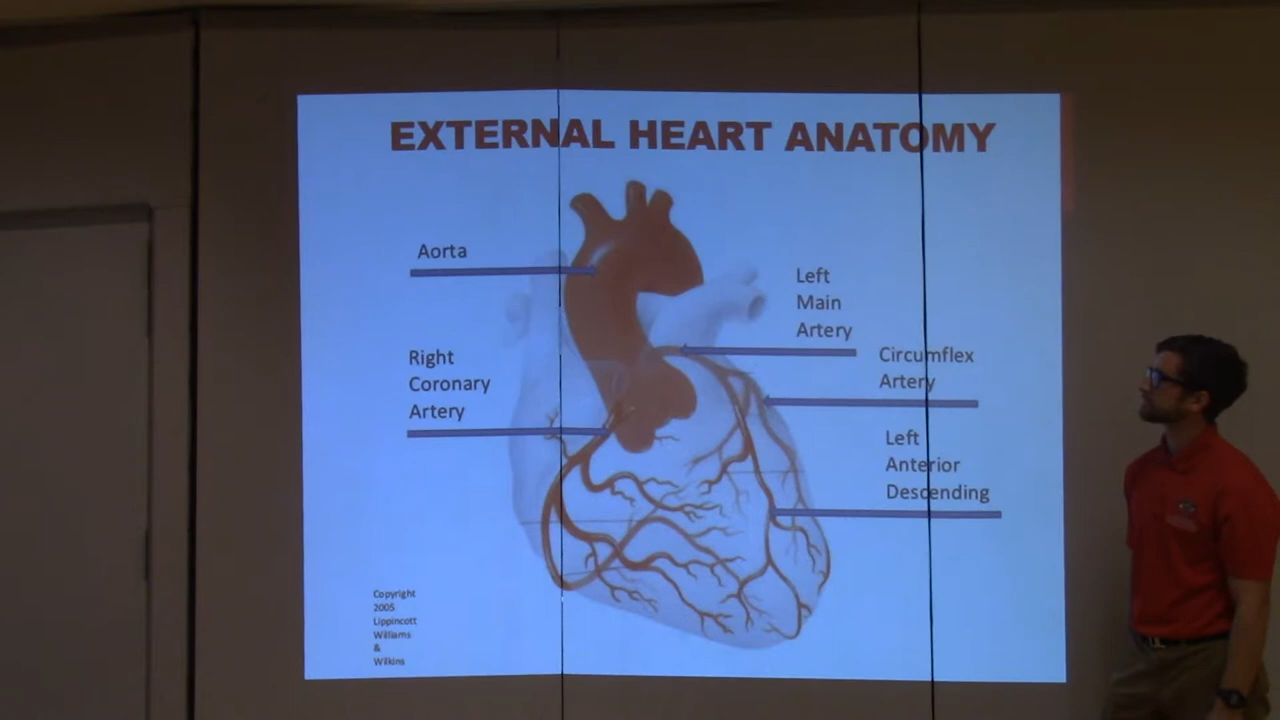 EXTERNAL HEART ANATOMY
Aorta
Left
Main
Artery
Right
Coronary
Artery
Circumflex
Artery
Left
Anterior
Descending
Copyright
2005
Lippincott
Williams
&
Wilkins